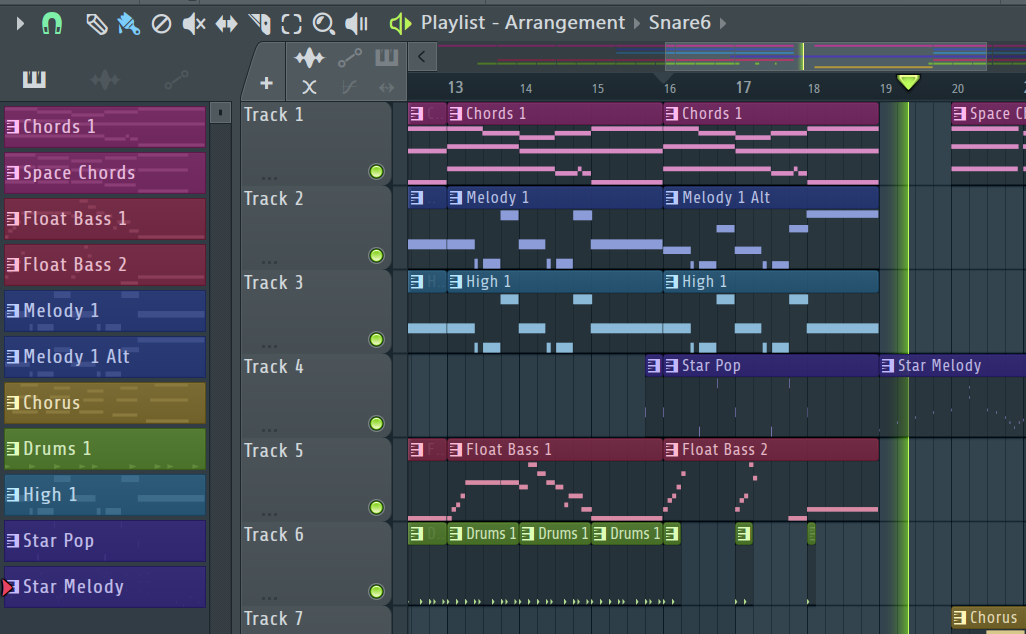 Playlist - Arrangement Snare6
13 14 15 16 17 18 19 20
Chords 1
Space Chords
Float Bass 1
Float Bass 2
Melody 1
Melody 1 Alt
Chorus
Drums 1
High 1
Star Pop
Star Melody
Track 1
Chords 1 Chords 1
Track 2
Melody 1 Melody 1 Alt
Track 3
High 1 High 1
Track 4
Star Pop Star Melody
Track 5
Float Bass 1 Float Bass 2
Track 6
Drums 1 Drums 1 Drums 1
Track 7
Chorus